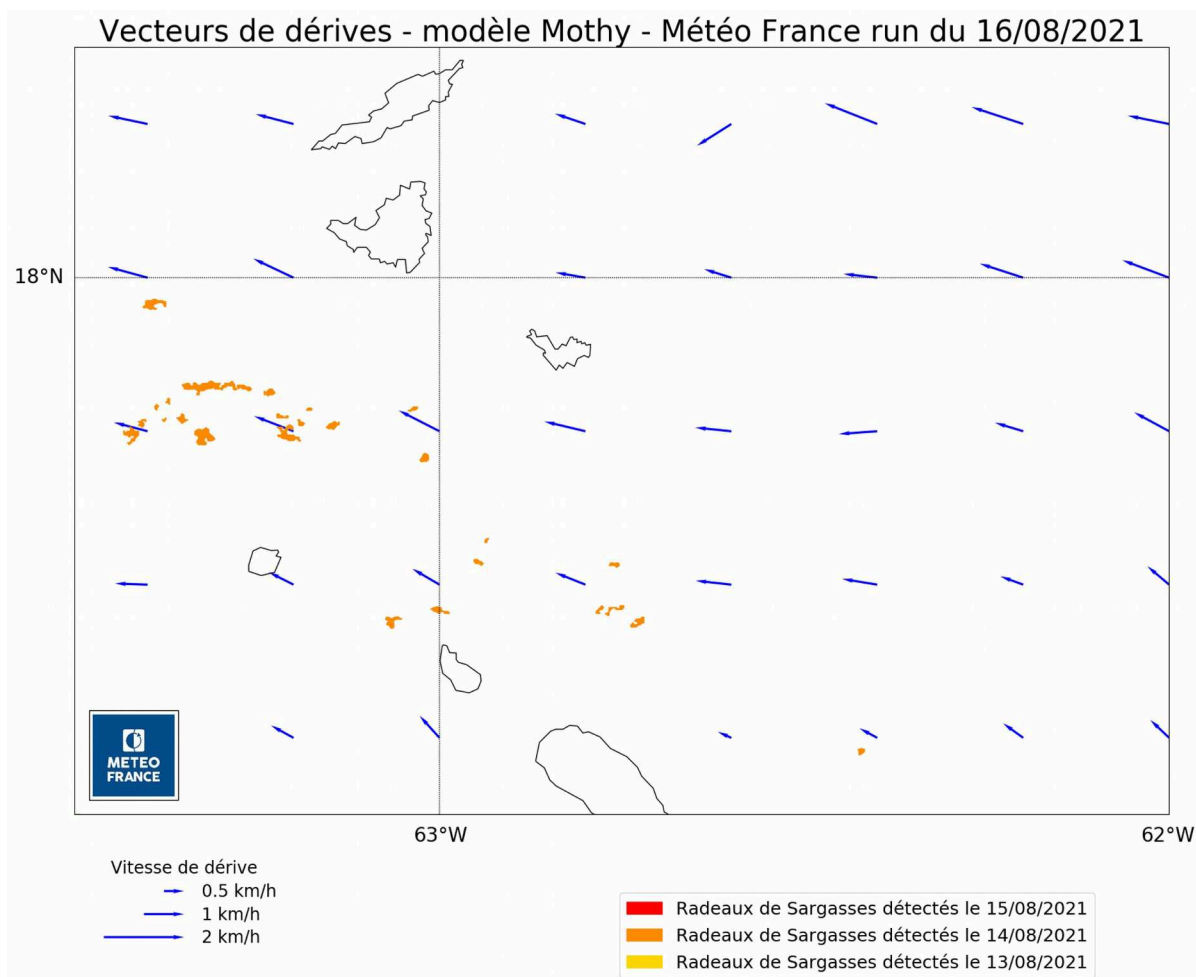 Vecteurs de dérives - modèle Mothy - Météo France run du 16/08/2021
18°N
METEO
FRANCE
63°W
62°W
Vitesse de dérive
0.5 km/h
1 km/h
2 km/h
Radeaux de Sargasses détectés le 15/08/2021
Radeaux de Sargasses détectés le 14/08/2021
Radeaux de Sargasses détectés le 13/08/2021